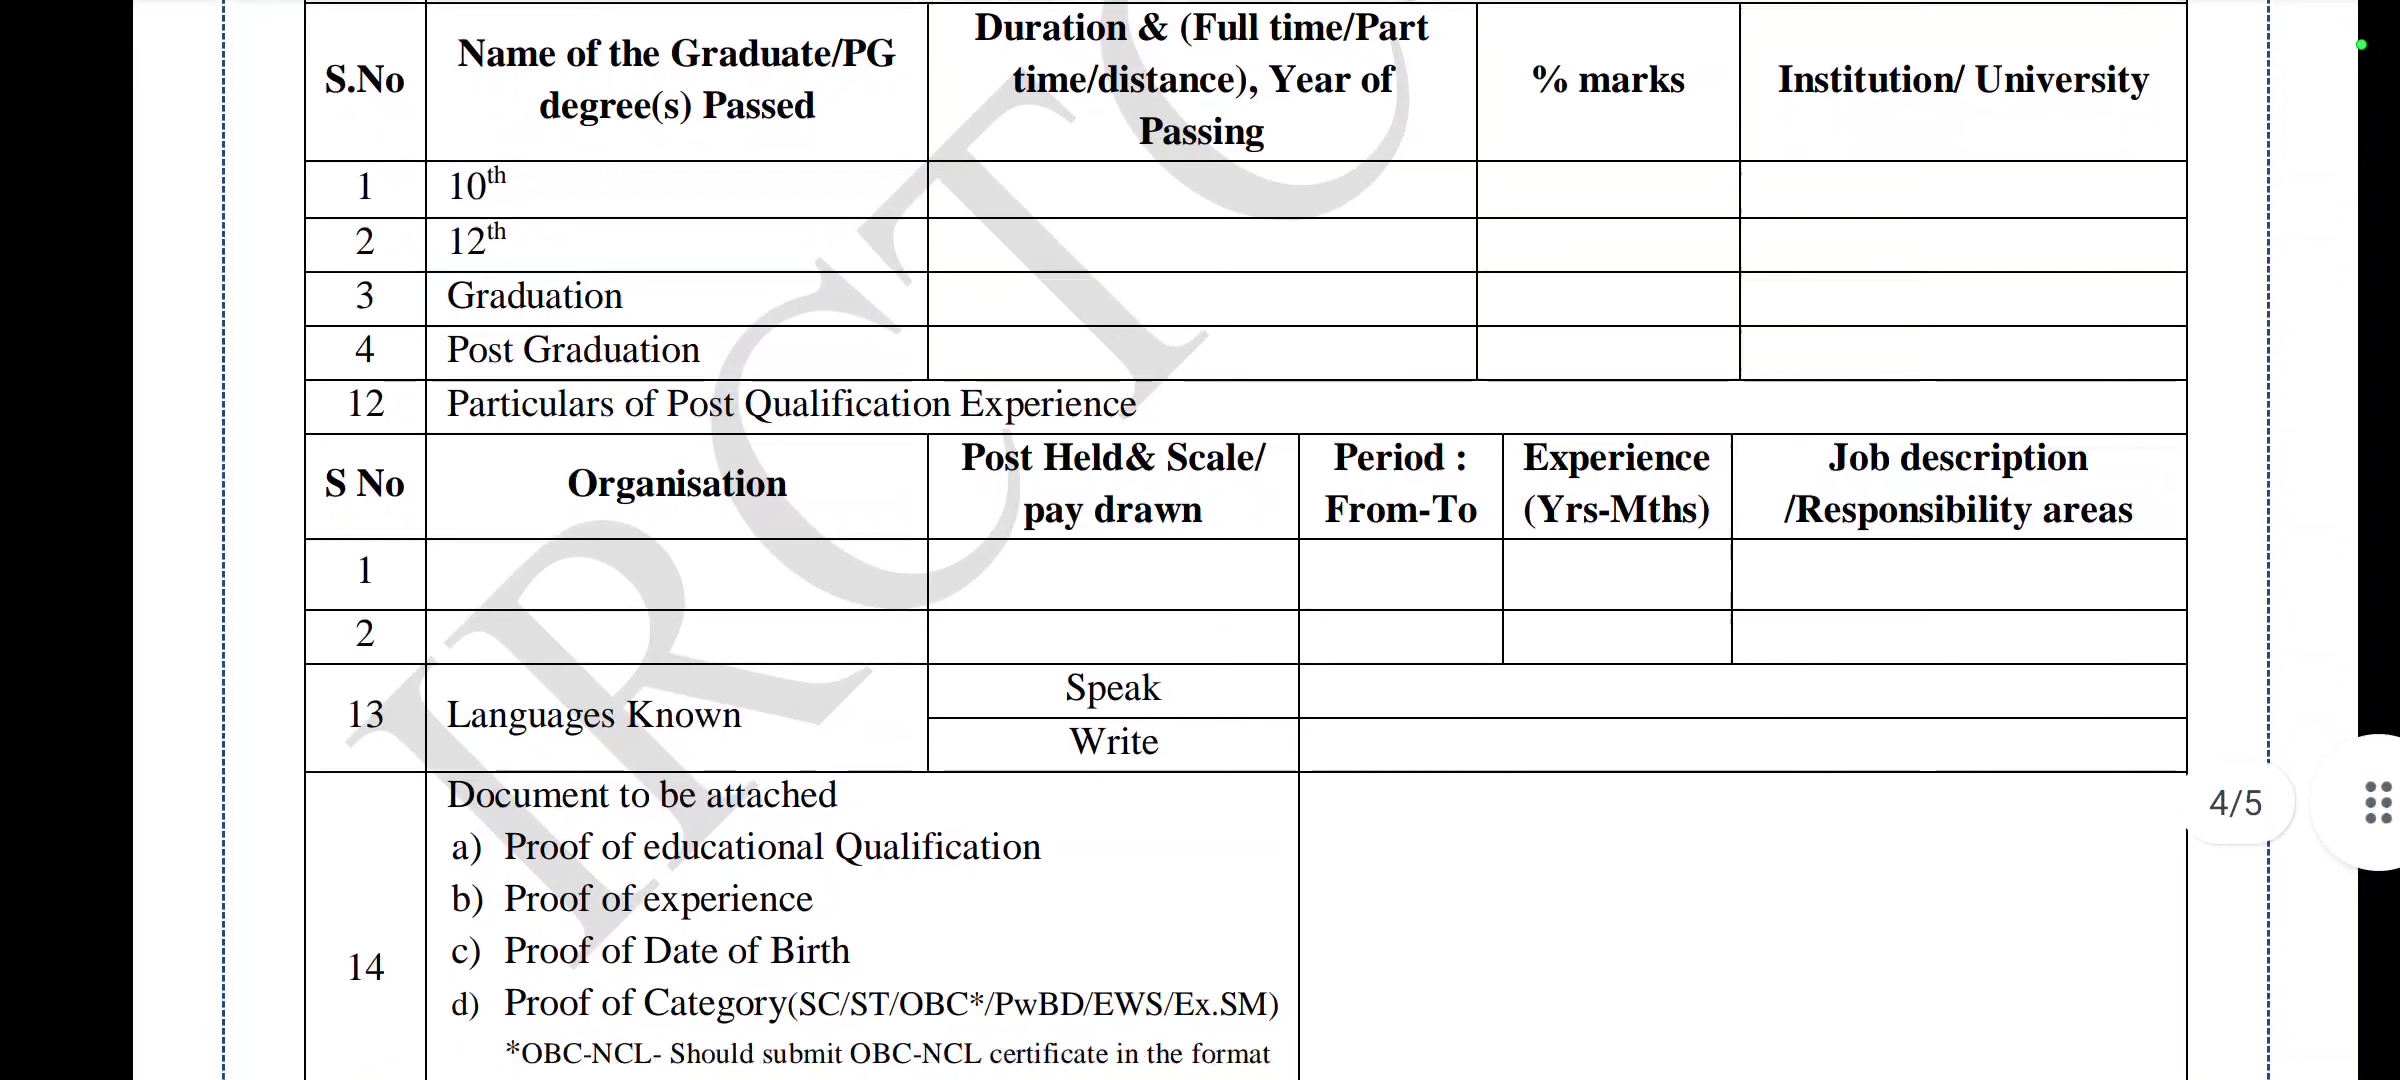 S.No
Name of the Graduate/PG
degree(s) Passed
Duration & (Full time/Part
time/distance), Year of
Passing
% marks
Institution/ University
1 10th
2 12th
3 Graduation
4 Post Graduation
12 Particulars of Post Qualification Experience
S No
Organisation
Post Held& Scale/
pay drawn
Period :
From-To
Experience
(Yrs-Mths)
Job description
/Responsibility areas
1
2
13 Languages Known
Speak
Write
14
Document to be attached
a) Proof of educational Qualification
b) Proof of experience
c) Proof of Date of Birth
d) Proof of Category(SC/ST/OBC*/PwBD/EWS/Ex.SM)
*OBC-NCL- Should submit OBC-NCL certificate in the format
4/5
IRCTC